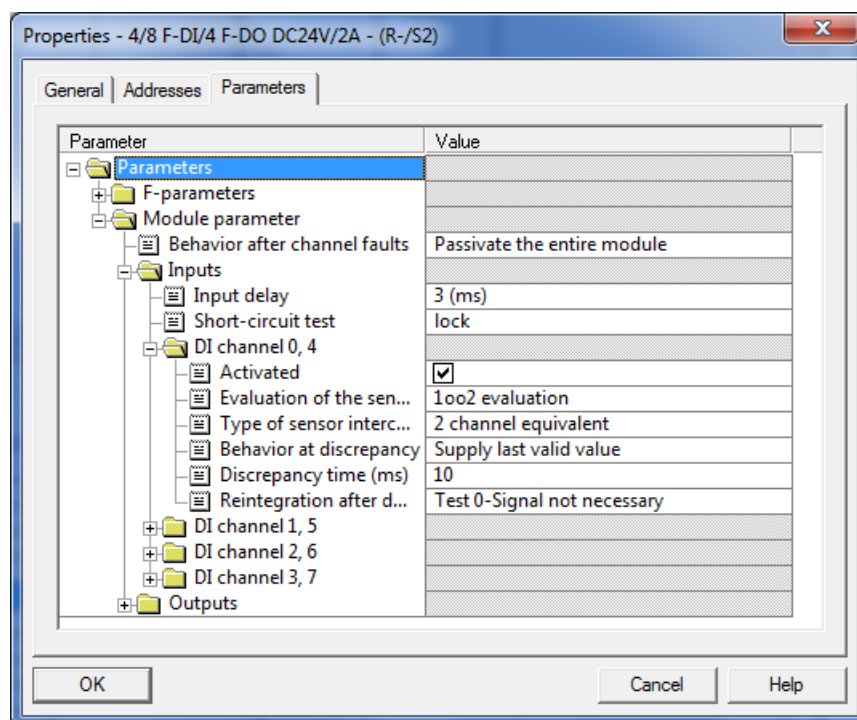 Properties - 4/8 F-DI/4 F-DO DC24V/2A - (R-/S2)
General Addresses Parameters
Parameter Value
Parameters
F-parameters
Module parameter
Behavior after channel faults Passivate the entire module
Inputs
Input delay 3 (ms)
Short-circuit test lock
DI channel 0, 4
Activated
Evaluation of the sen... 1oo2 evaluation
Type of sensor interc... 2 channel equivalent
Behavior at discrepancy Supply last valid value
Discrepancy time (ms) 10
Reintegration after d... Test 0-Signal not necessary
DI channel 1, 5
DI channel 2, 6
DI channel 3, 7
Outputs
OK Cancel Help